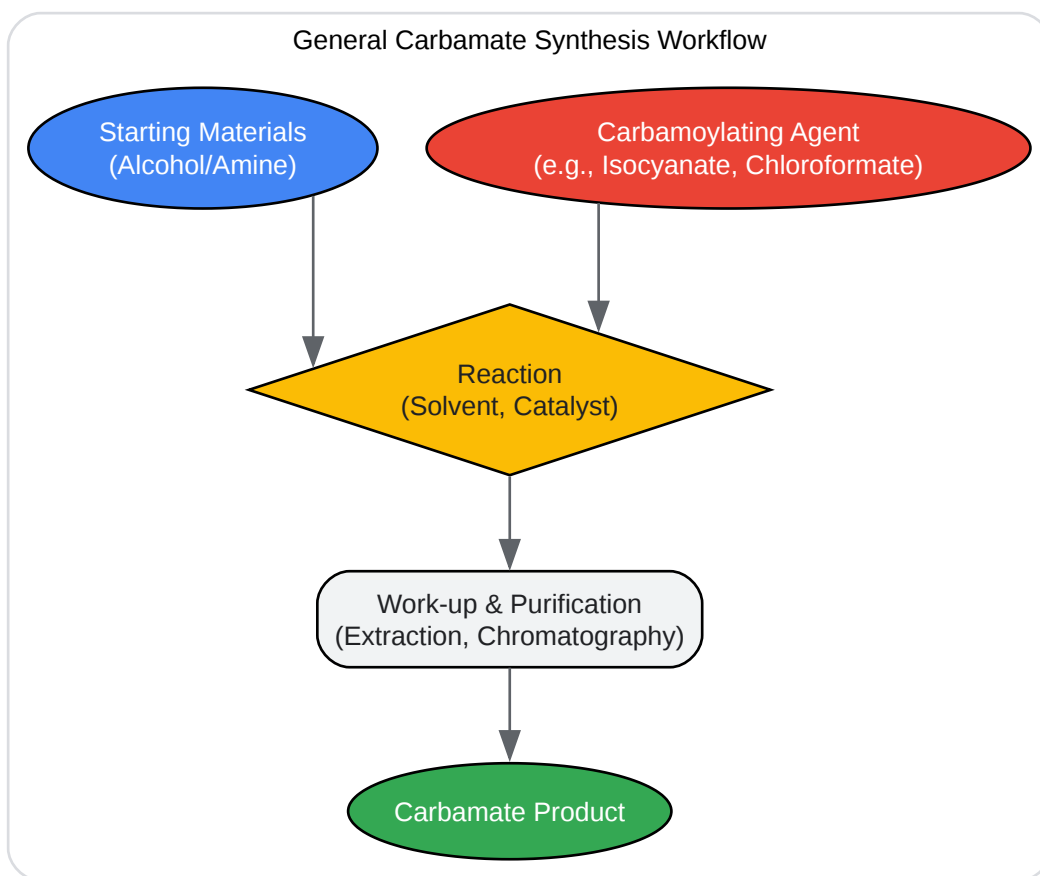 General Carbamate Synthesis Workflow
Starting Materials
(Alcohol/Amine)
Carbamoylating Agent
(e.g., Isocyanate, Chloroformate)
Reaction
(Solvent, Catalyst)
Work-up & Purification
(Extraction, Chromatography)
Carbamate Product